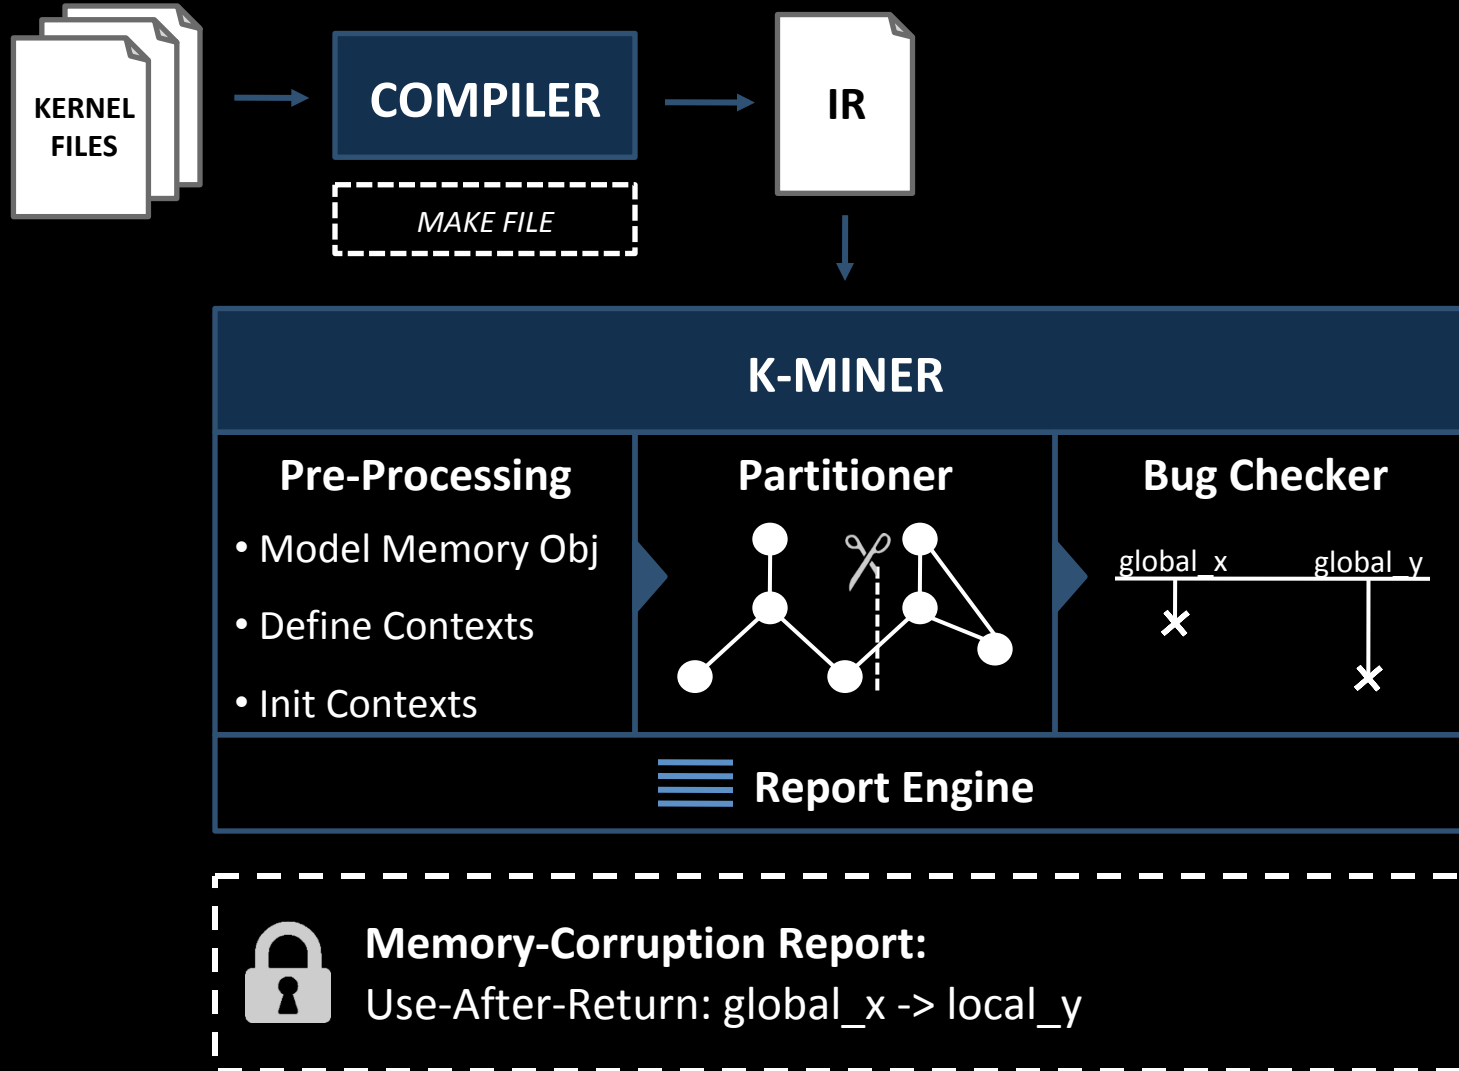 KERNEL
FILES
COMPILER
MAKE FILE
IR
K-MINER
Pre-Processing
• Model Memory Obj
• Define Contexts
• Init Contexts
Partitioner
Bug Checker
global_x
global_y
Report Engine
Memory-Corruption Report:
Use-After-Return: global_x -> local_y